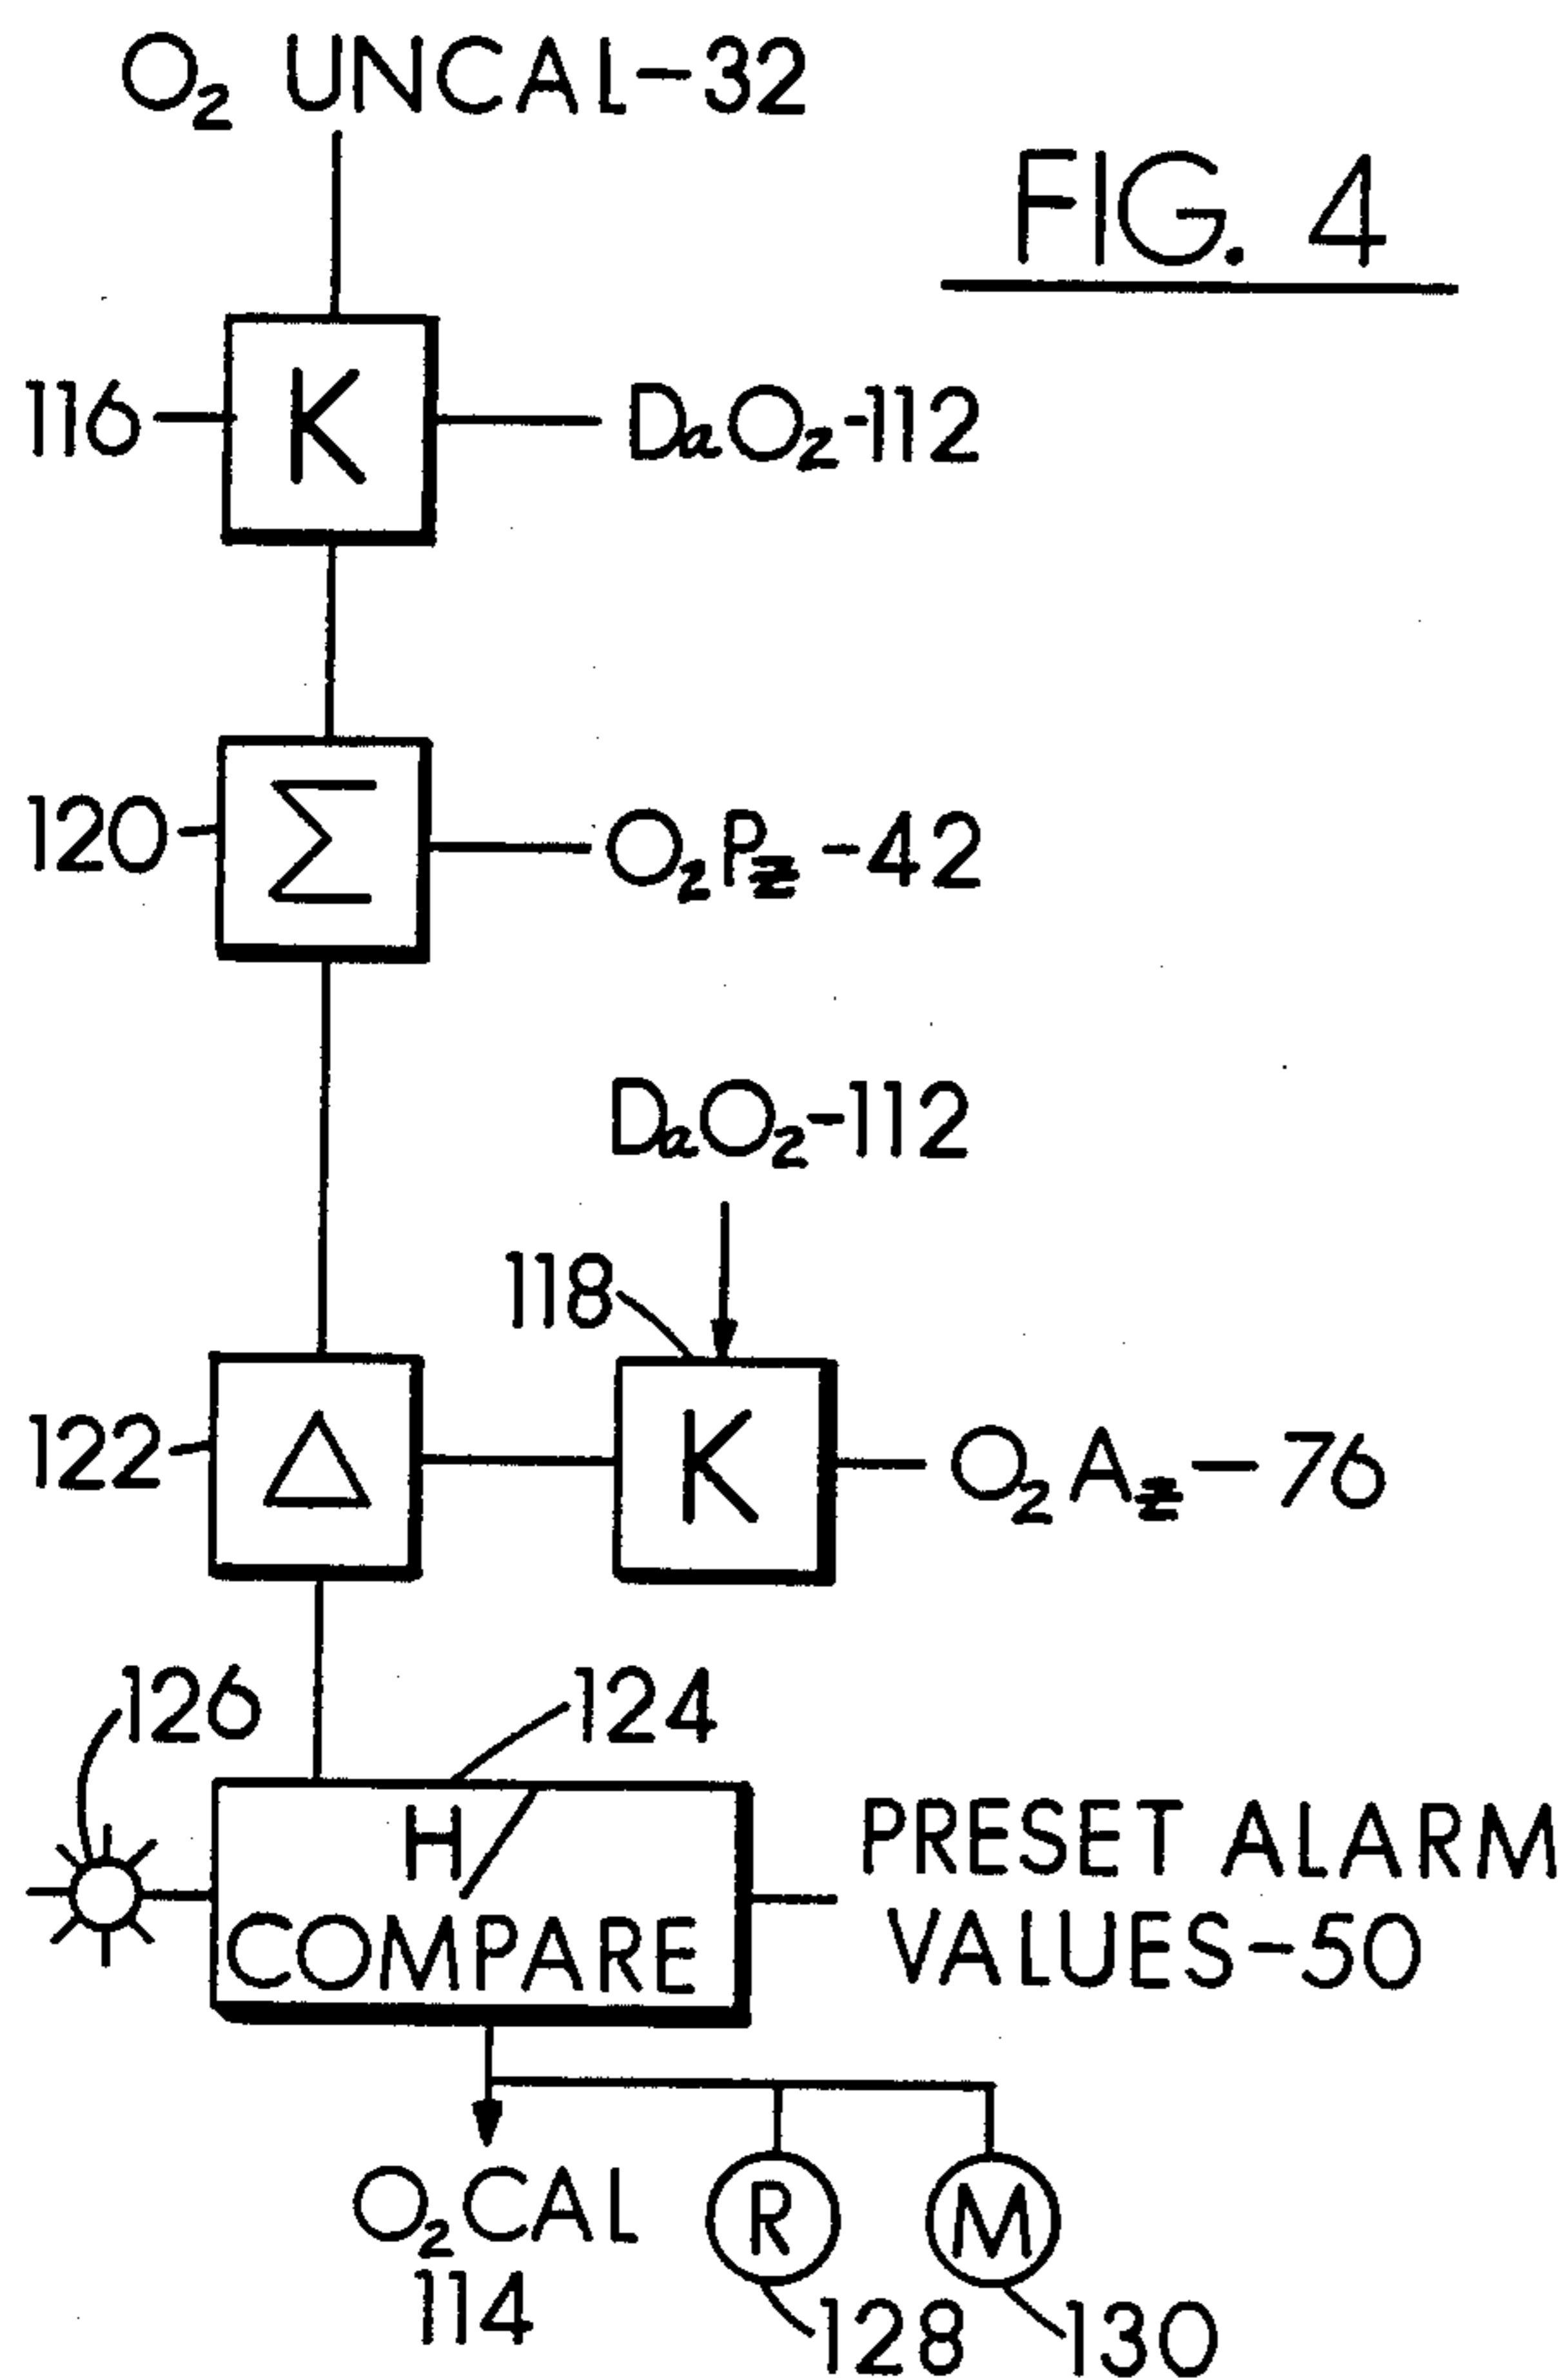 O₂ UNCAL-32
FIG. 4
116
K
DaO₂-112
120
Σ
O₂Pz-42
DaO₂-112
118
122
Δ
K
O₂Az-76
126
124
H/
COMPARE
PRESET ALARM
VALUES-50
O₂CAL
114
R
M
128
130